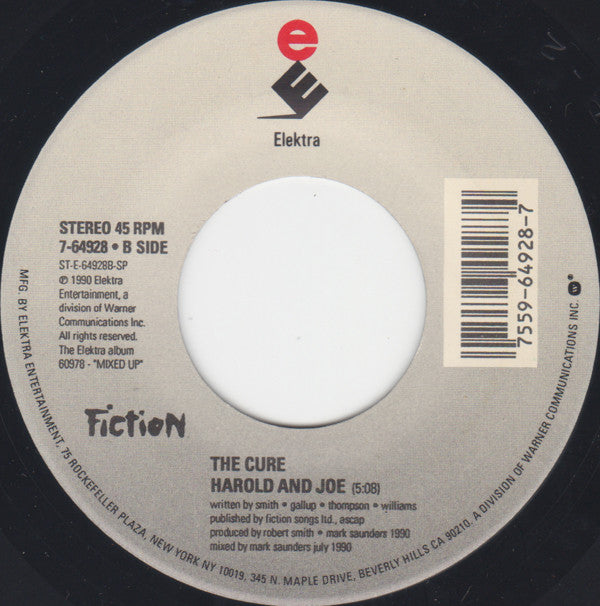 e
E
Elektra
STEREO 45 RPM
7-64928 • B SIDE
ST-E-64928B-SP
℗ 1990 Elektra
Entertainment, a
division of Warner
Communications Inc.
All rights reserved.
The Elektra album
60978 - "MIXED UP"
7559-64928-7
Fiction
THE CURE
HAROLD AND JOE (5:08)
written by smith • gallup • thompson • williams
published by fiction songs ltd., ascap
produced by robert smith • mark saunders 1990
mixed by mark saunders july 1990
MFG. BY ELEKTRA ENTERTAINMENT, 75 ROCKEFELLER PLAZA, NEW YORK NY 10019, 345 N. MAPLE DRIVE, BEVERLY HILLS CA 90210, A DIVISION OF WARNER COMMUNICATIONS INC.